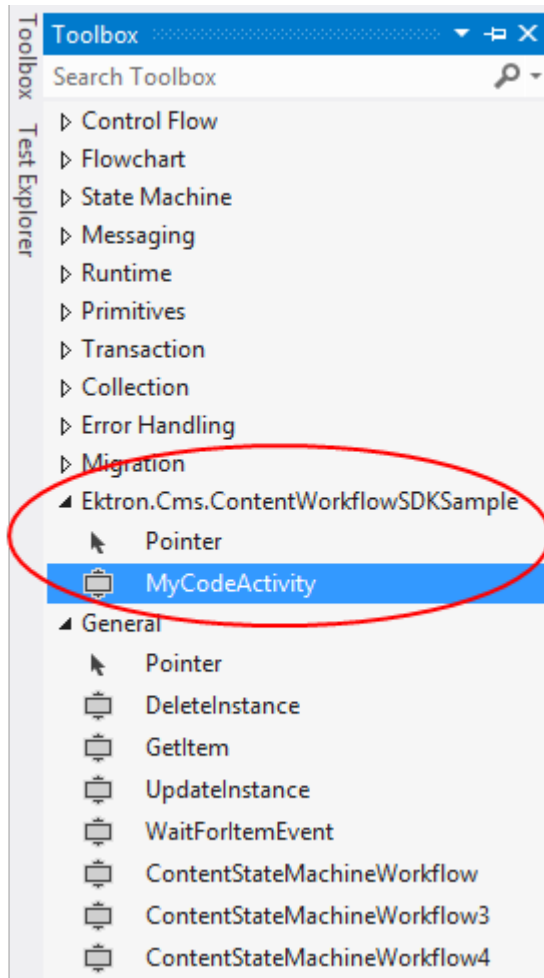 Toolbox
Test Explorer
Toolbox
Search Toolbox
Control Flow
Flowchart
State Machine
Messaging
Runtime
Primitives
Transaction
Collection
Error Handling
Migration
Ektron.Cms.ContentWorkflowSDKSample
Pointer
MyCodeActivity
General
Pointer
DeleteInstance
GetItem
UpdateInstance
WaitForItemEvent
ContentStateMachineWorkflow
ContentStateMachineWorkflow3
ContentStateMachineWorkflow4